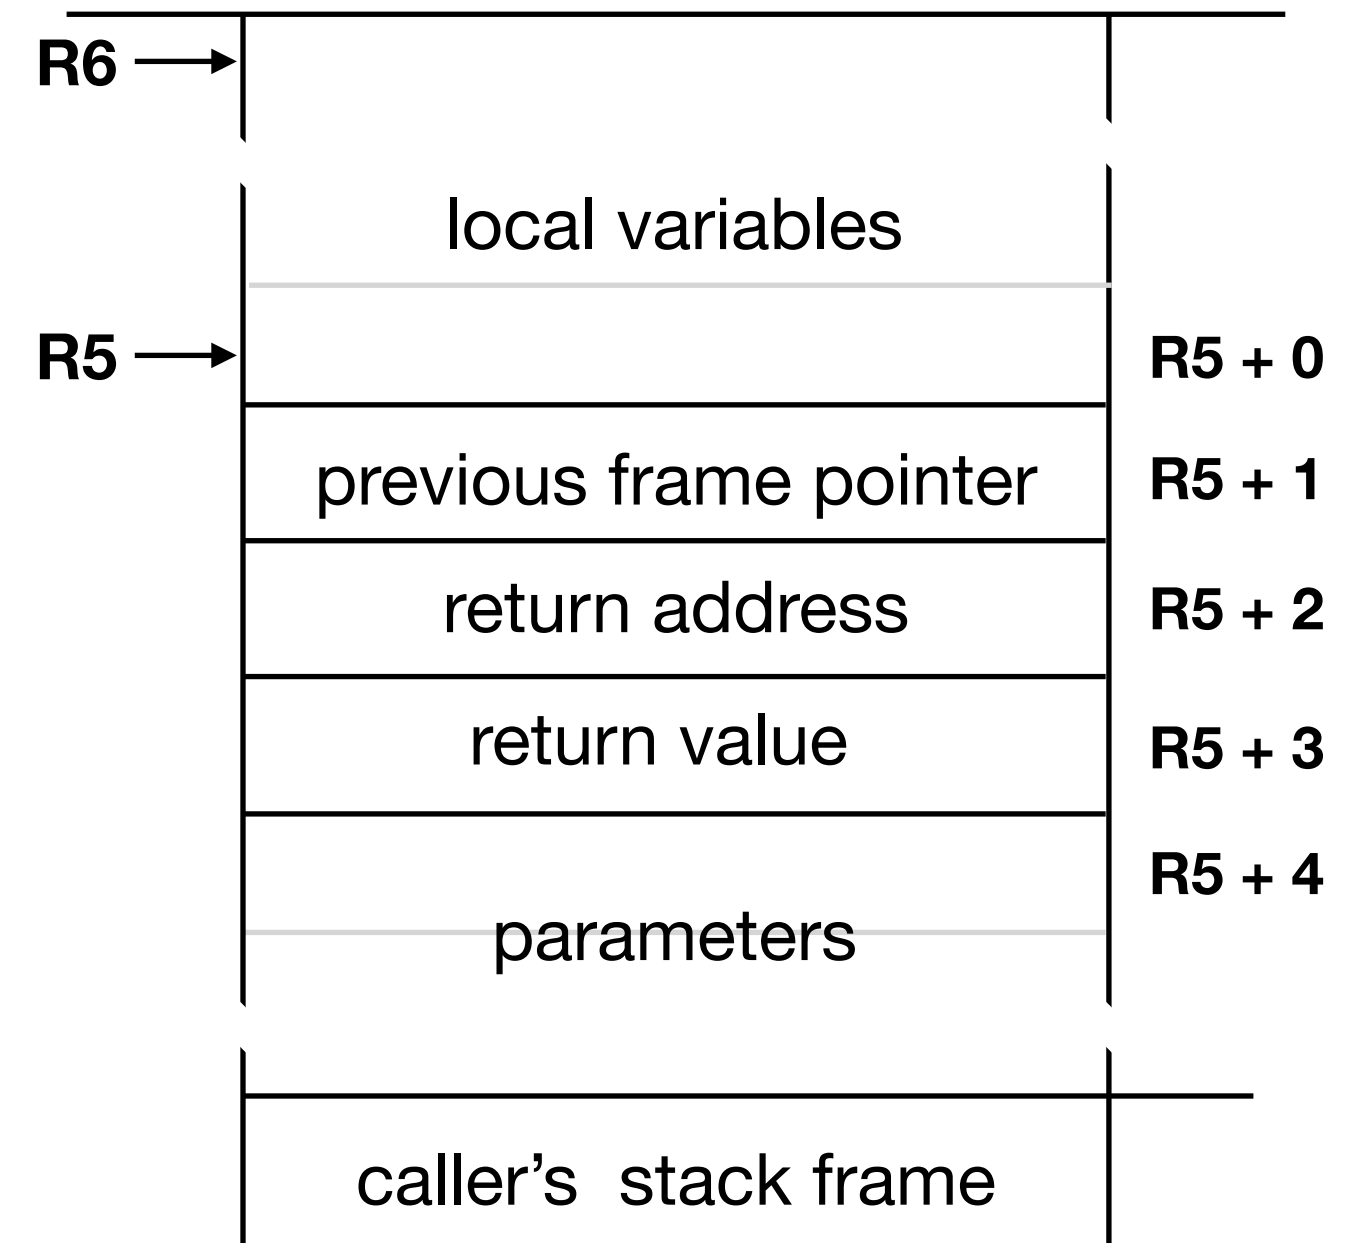 R6
local variables
R5
R5 + 0
previous frame pointer
R5 + 1
return address
R5 + 2
return value
R5 + 3
R5 + 4
parameters
caller’s stack frame